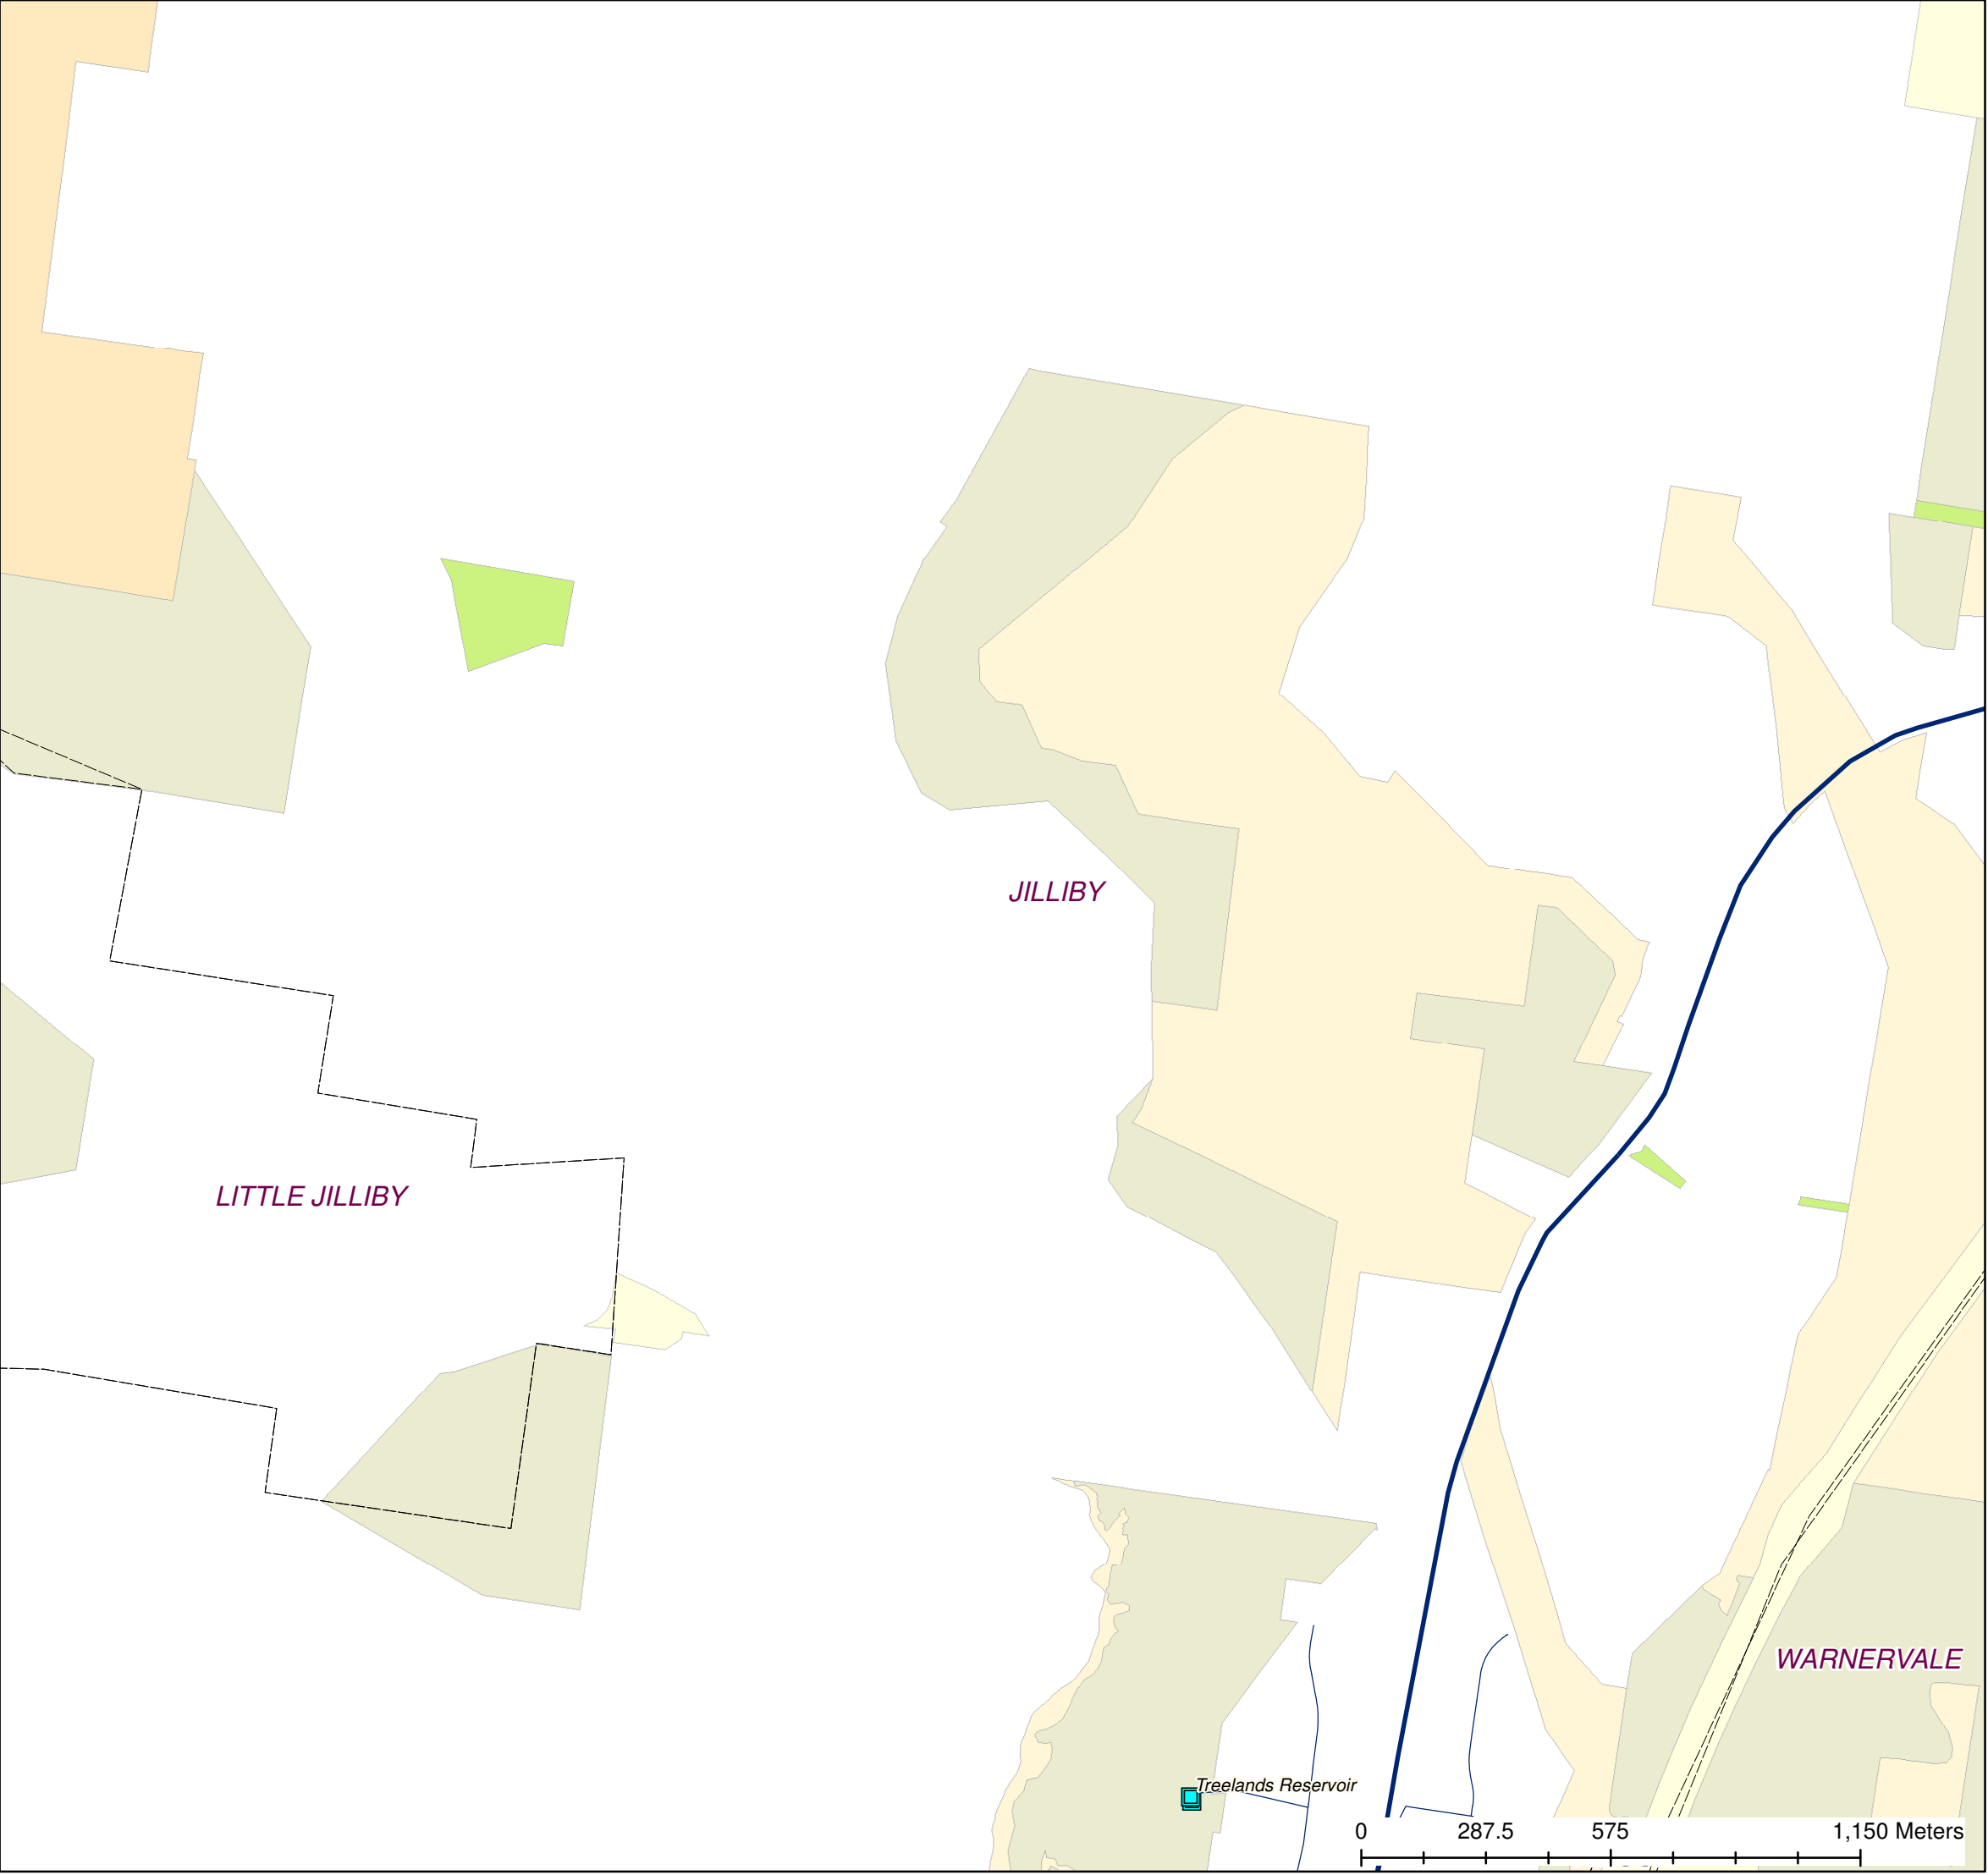 JILLIBY
LITTLE JILLIBY
WARNERVALE
Treelands Reservoir
0 287.5 575 1,150 Meters